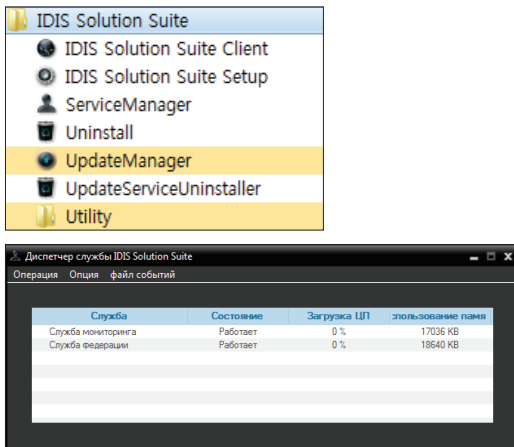 IDIS Solution Suite
IDIS Solution Suite Client
IDIS Solution Suite Setup
ServiceManager
Uninstall
UpdateManager
UpdateServiceUninstaller
Utility
Диспетчер службы IDIS Solution Suite
Операция Опция файл событий
Служба Состояние Загрузка ЦП спользование памя
Служба мониторинга Работает 0 % 17036 KB
Служба федерации Работает 0 % 18640 KB